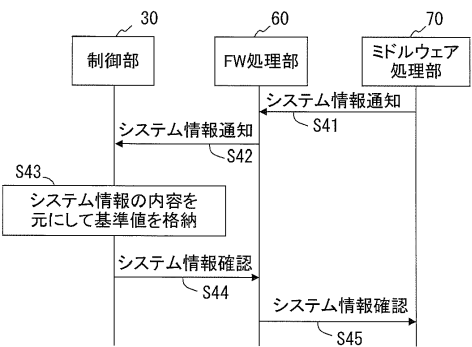 30
60
70
制御部
FW処理部
ミドルウェア
処理部
システム情報通知
S41
システム情報通知
S42
S43
システム情報の内容を
元にして基準値を格納
システム情報確認
S44
システム情報確認
S45